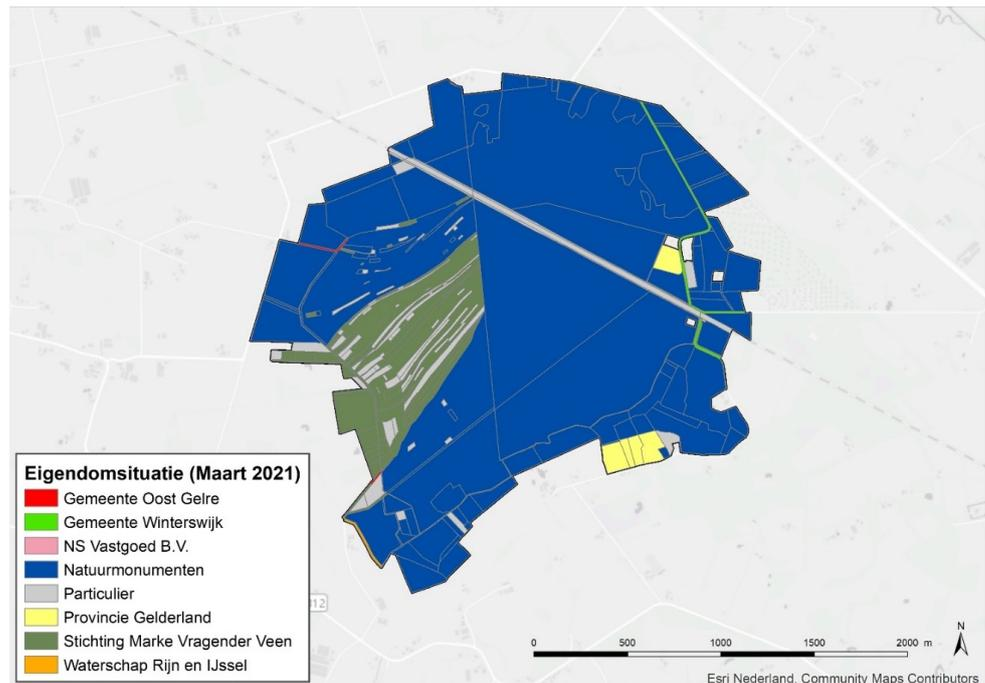 Eigendomsituatie (Maart 2021)
Gemeente Oost Gelre
Gemeente Winterswijk
NS Vastgoed B.V.
Natuurmonumenten
Particulier
Provincie Gelderland
Stichting Marke Vragender Veen
Waterschap Rijn en IJssel
312
N
0 500 1000 1500 2000 m
Esri Nederland, Community Maps Contributors